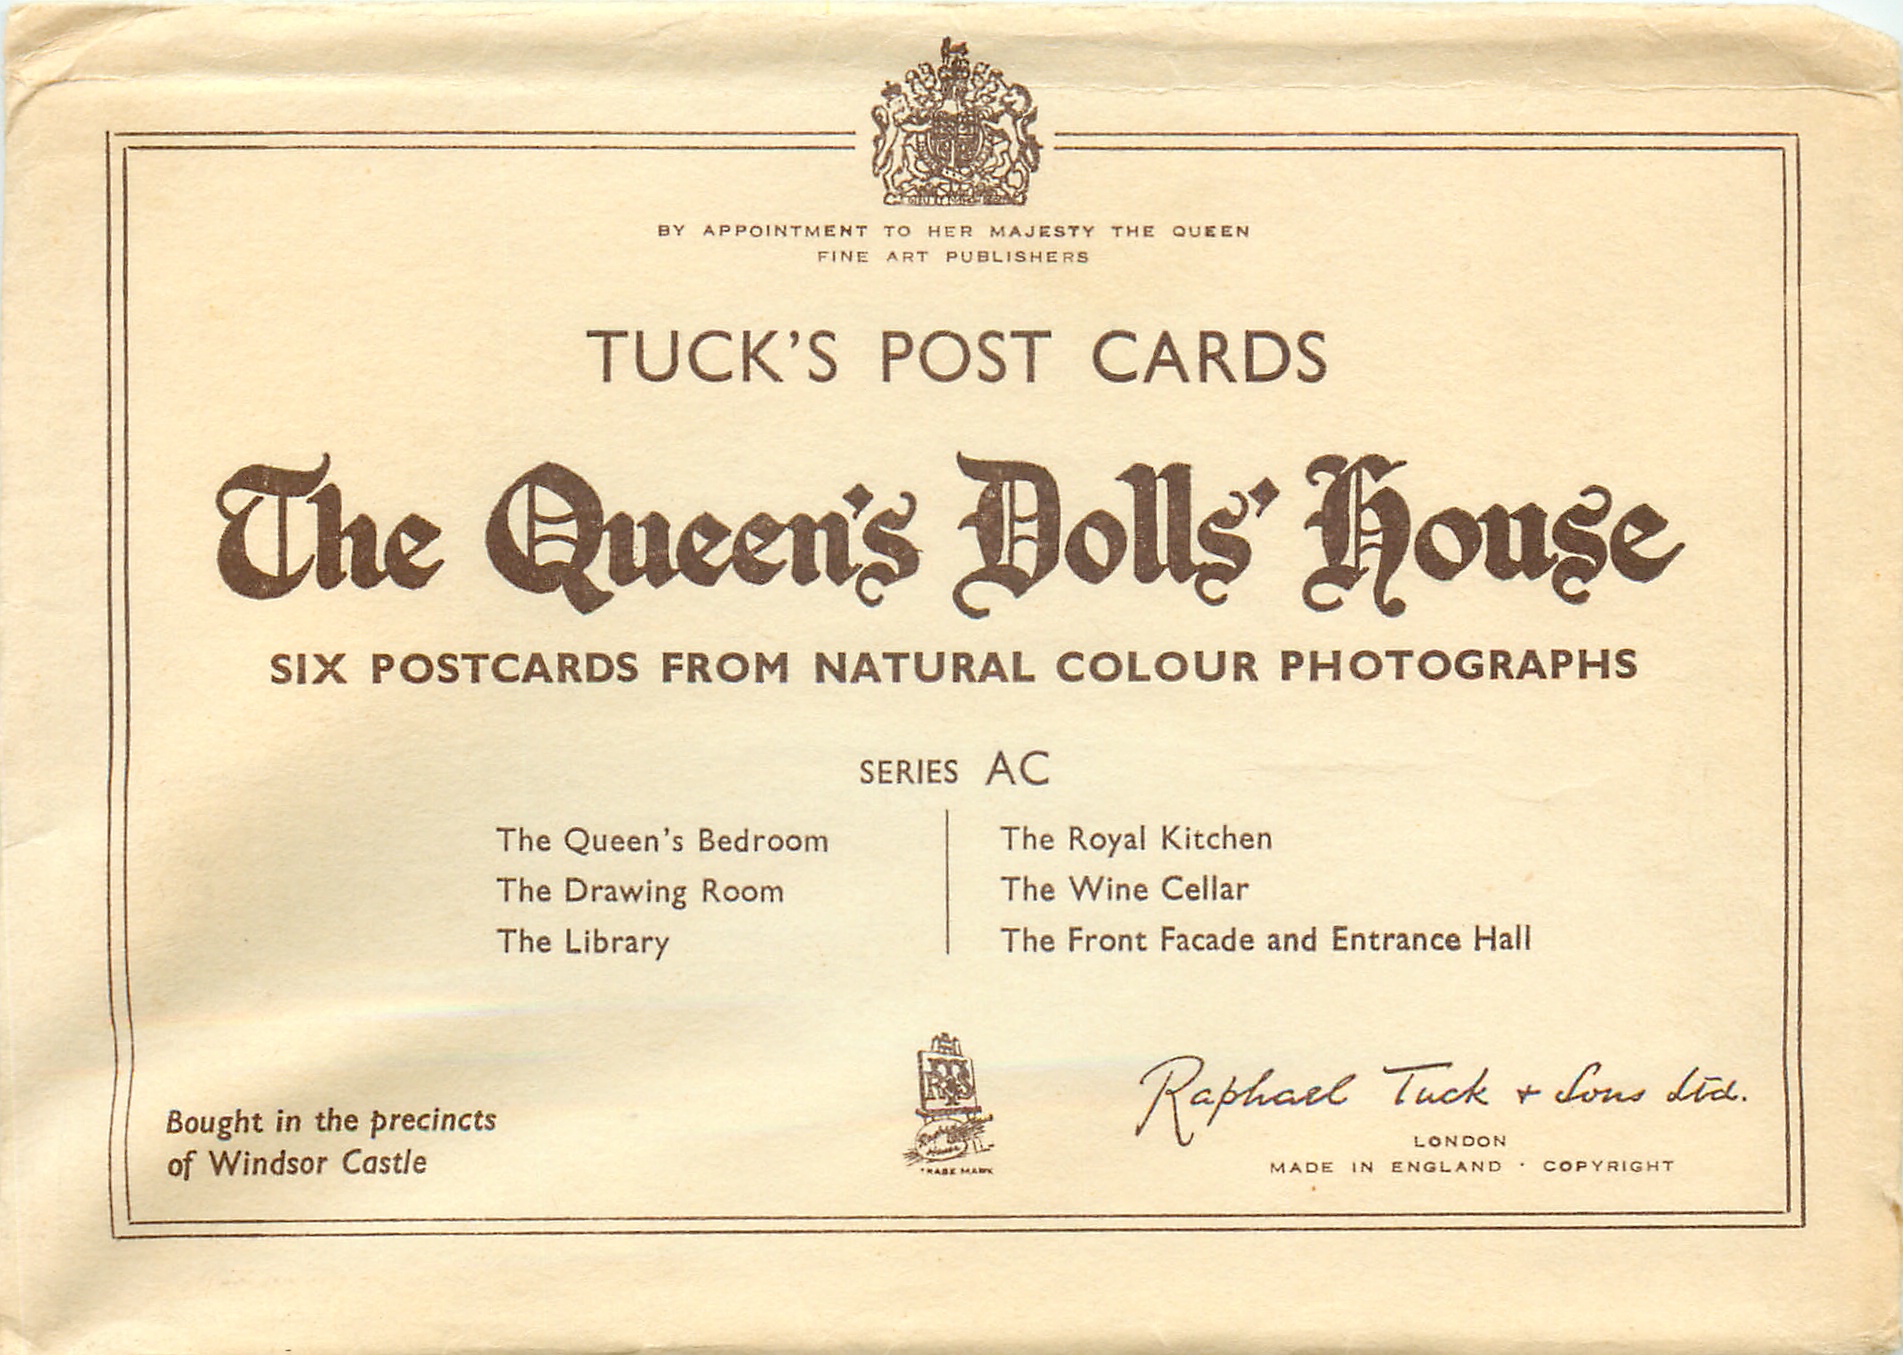 BY APPOINTMENT TO HER MAJESTY THE QUEEN
FINE ART PUBLISHERS
TUCK'S POST CARDS
The Queen's Dolls' House
SIX POSTCARDS FROM NATURAL COLOUR PHOTOGRAPHS
SERIES AC
The Queen's Bedroom
The Drawing Room
The Library
The Royal Kitchen
The Wine Cellar
The Front Facade and Entrance Hall
Bought in the precincts
of Windsor Castle
RTS
TRADE MARK
Raphael Tuck + Sons Ltd.
LONDON
MADE IN ENGLAND · COPYRIGHT